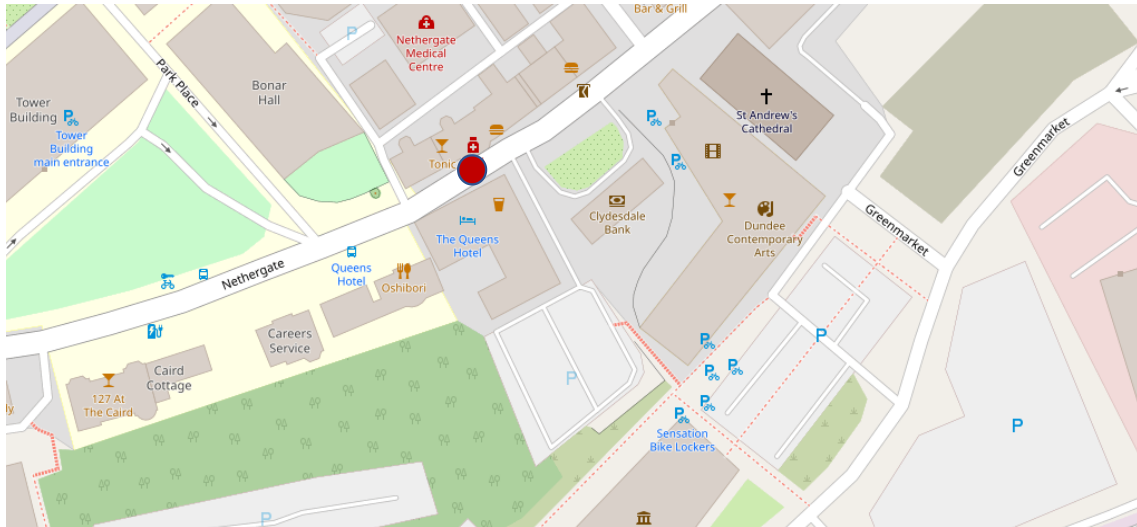 Bar & Grill
Nethergate
Medical
Centre
P
Park Place
Bonar
Hall
Tower
Building
P
Tower
Building
main entrance
St Andrew's
Cathedral
P
P
Greenmarket
Tonic
Clydesdale
Bank
Dundee
Contemporary
Arts
Greenmarket
The Queens
Hotel
Queens
Hotel
Nethergate
Oshibori
Careers
Service
Caird
Cottage
127 At
The Caird
P
P
P
P
P
P
P
P
Sensation
Bike Lockers
P
P